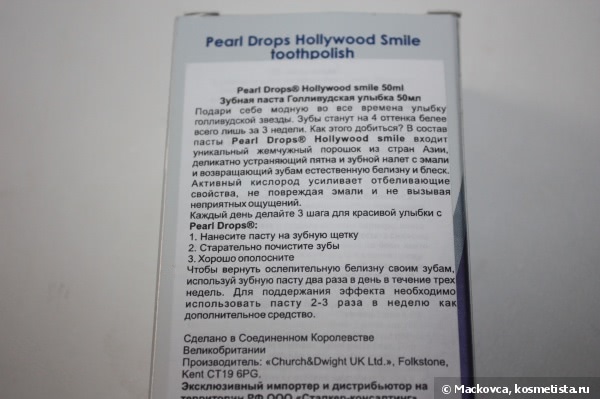 Pearl Drops Hollywood Smile
toothpolish
Pearl Drops® Hollywood smile 50ml
Зубная паста Голливудская улыбка 50мл
Подари себе модную во все времена улыбку
голливудской звезды. Зубы станут на 4 оттенка белее
всего лишь за 3 недели. Как этого добиться? В состав
пасты Pearl Drops® Hollywood smile входит
уникальный жемчужный порошок из стран Азии,
деликатно устраняющий пятна и зубной налет с эмали
и возвращающий зубам естественную белизну и блеск.
Активный кислород усиливает отбеливающие
свойства, не повреждая эмали и не вызывая
неприятных ощущений.
Каждый день делайте 3 шага для красивой улыбки с
Pearl Drops®:
1. Нанесите пасту на зубную щетку
2. Старательно почистите зубы
3. Хорошо ополосните
Чтобы вернуть ослепительную белизну своим зубам,
используй зубную пасту два раза в день в течение трех
недель. Для поддержания эффекта необходимо
использовать пасту 2-3 раза в неделю как
дополнительное средство.
Сделано в Соединенном Королевстве
Великобритании
Производитель: «Church&Dwight UK Ltd.», Folkstone,
Kent CT19 6PG.
Эксклюзивный импортер и дистрибьютор на
территории РФ ООО «Сталкер-консалтинг»
© Mackovca, kosmetista.ru